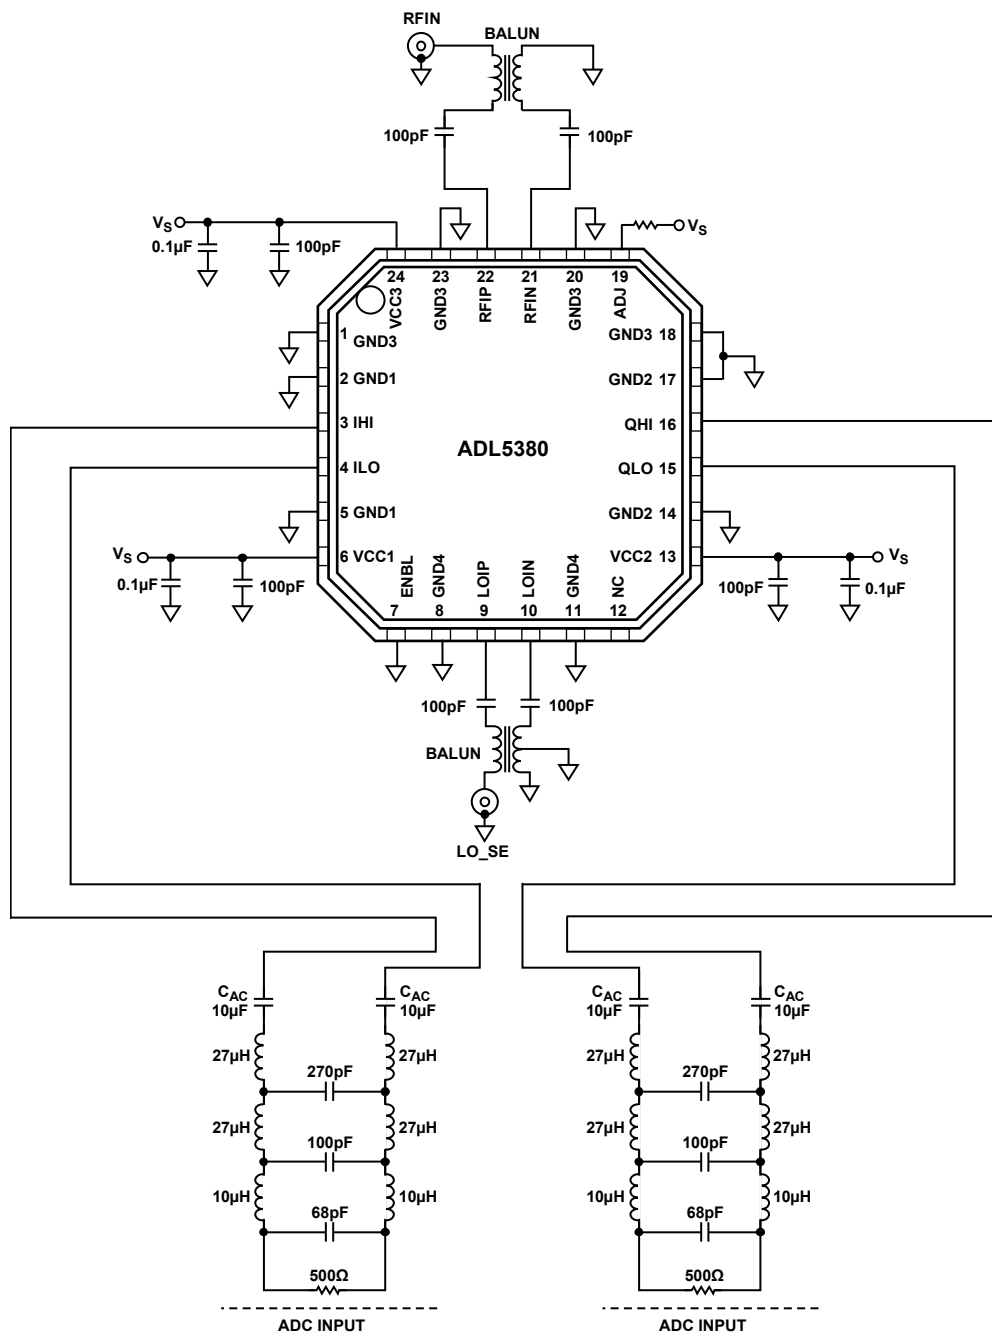 RFIN
BALUN
100pF
100pF
VS
0.1µF
100pF
VS
24
23
22
21
20
19
VCC3
GND3
RFIP
RFIN
GND3
ADJ
1
GND3
GND3 18
2 GND1
GND2 17
3 IHI
QHI 16
ADL5380
4 ILO
QLO 15
5 GND1
GND2 14
VS
6 VCC1
VCC2 13
VS
0.1µF
100pF
100pF
0.1µF
ENBL
GND4
LOIP
LOIN
GND4
NC
7
8
9
10
11
12
100pF
100pF
BALUN
LO_SE
CAC
10µF
CAC
10µF
CAC
10µF
CAC
10µF
27µH
27µH
27µH
27µH
270pF
270pF
27µH
27µH
27µH
27µH
100pF
100pF
10µH
10µH
10µH
10µH
68pF
68pF
500Ω
500Ω
ADC INPUT
ADC INPUT